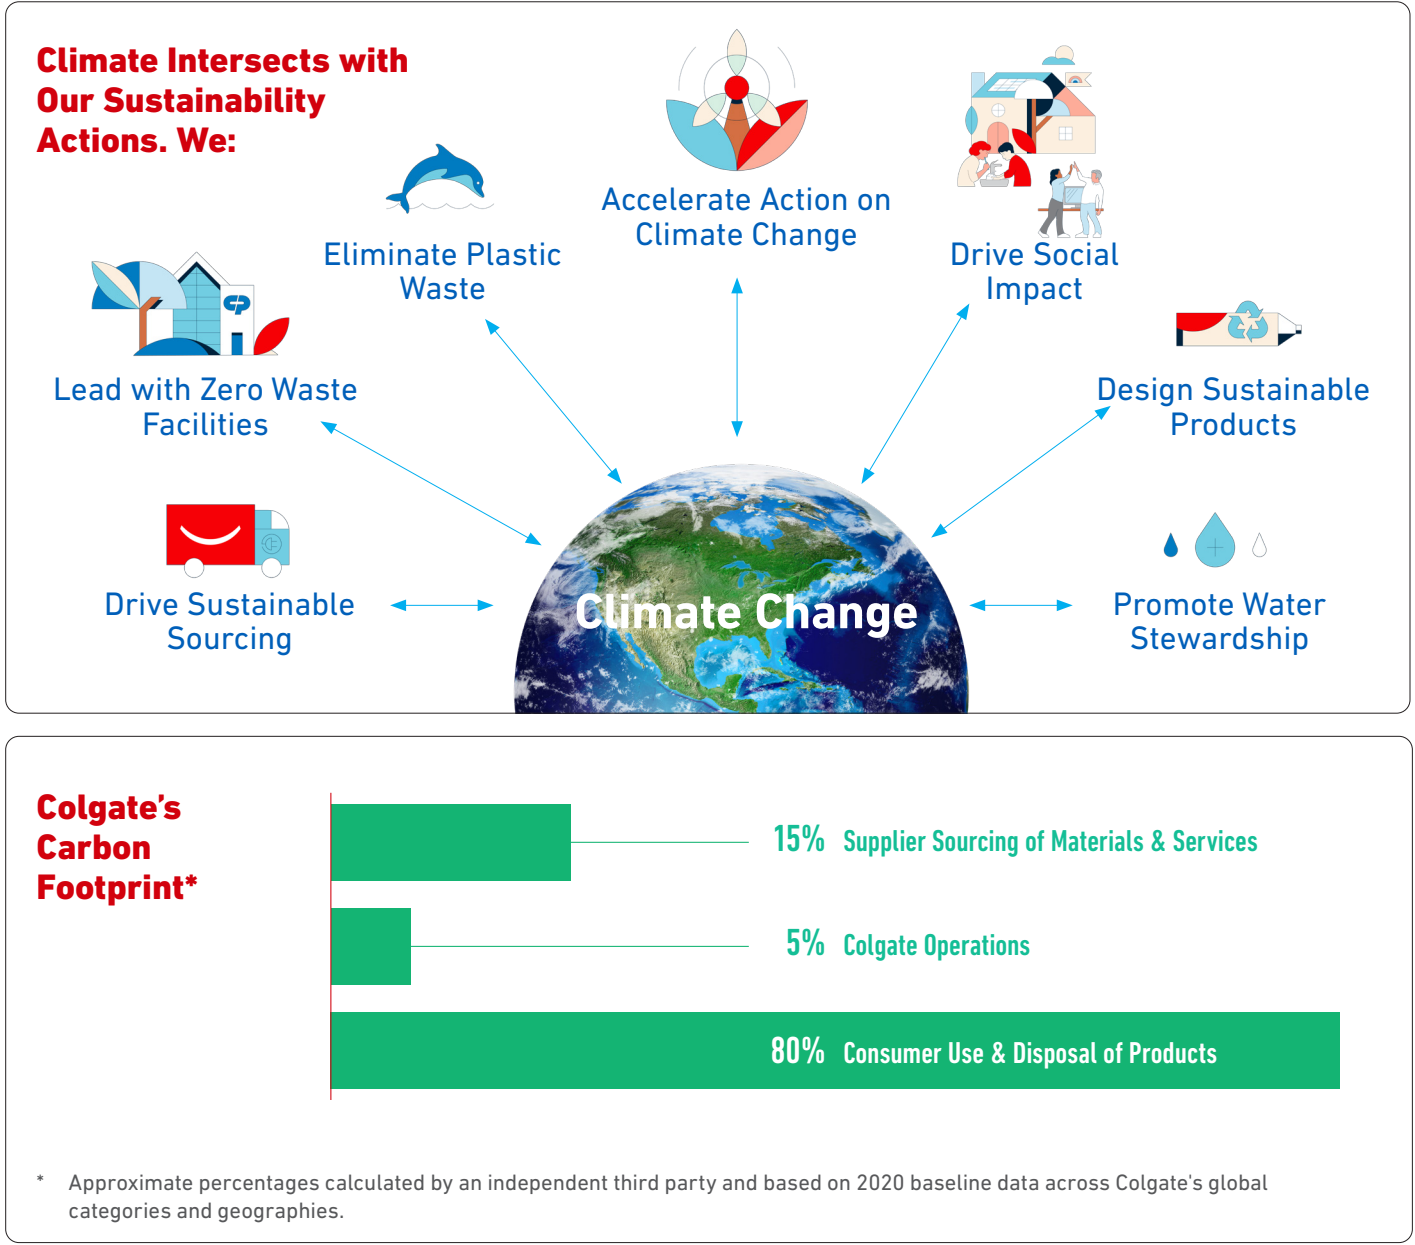 Climate Intersects with
Our Sustainability
Actions. We:
Accelerate Action on
Climate Change
Eliminate Plastic
Waste
Drive Social
Impact
Lead with Zero Waste
Facilities
Design Sustainable
Products
Drive Sustainable
Sourcing
Climate Change
Promote Water
Stewardship
CP
Colgate’s
Carbon
Footprint*
15% Supplier Sourcing of Materials & Services
5% Colgate Operations
80% Consumer Use & Disposal of Products
* Approximate percentages calculated by an independent third party and based on 2020 baseline data across Colgate's global
categories and geographies.